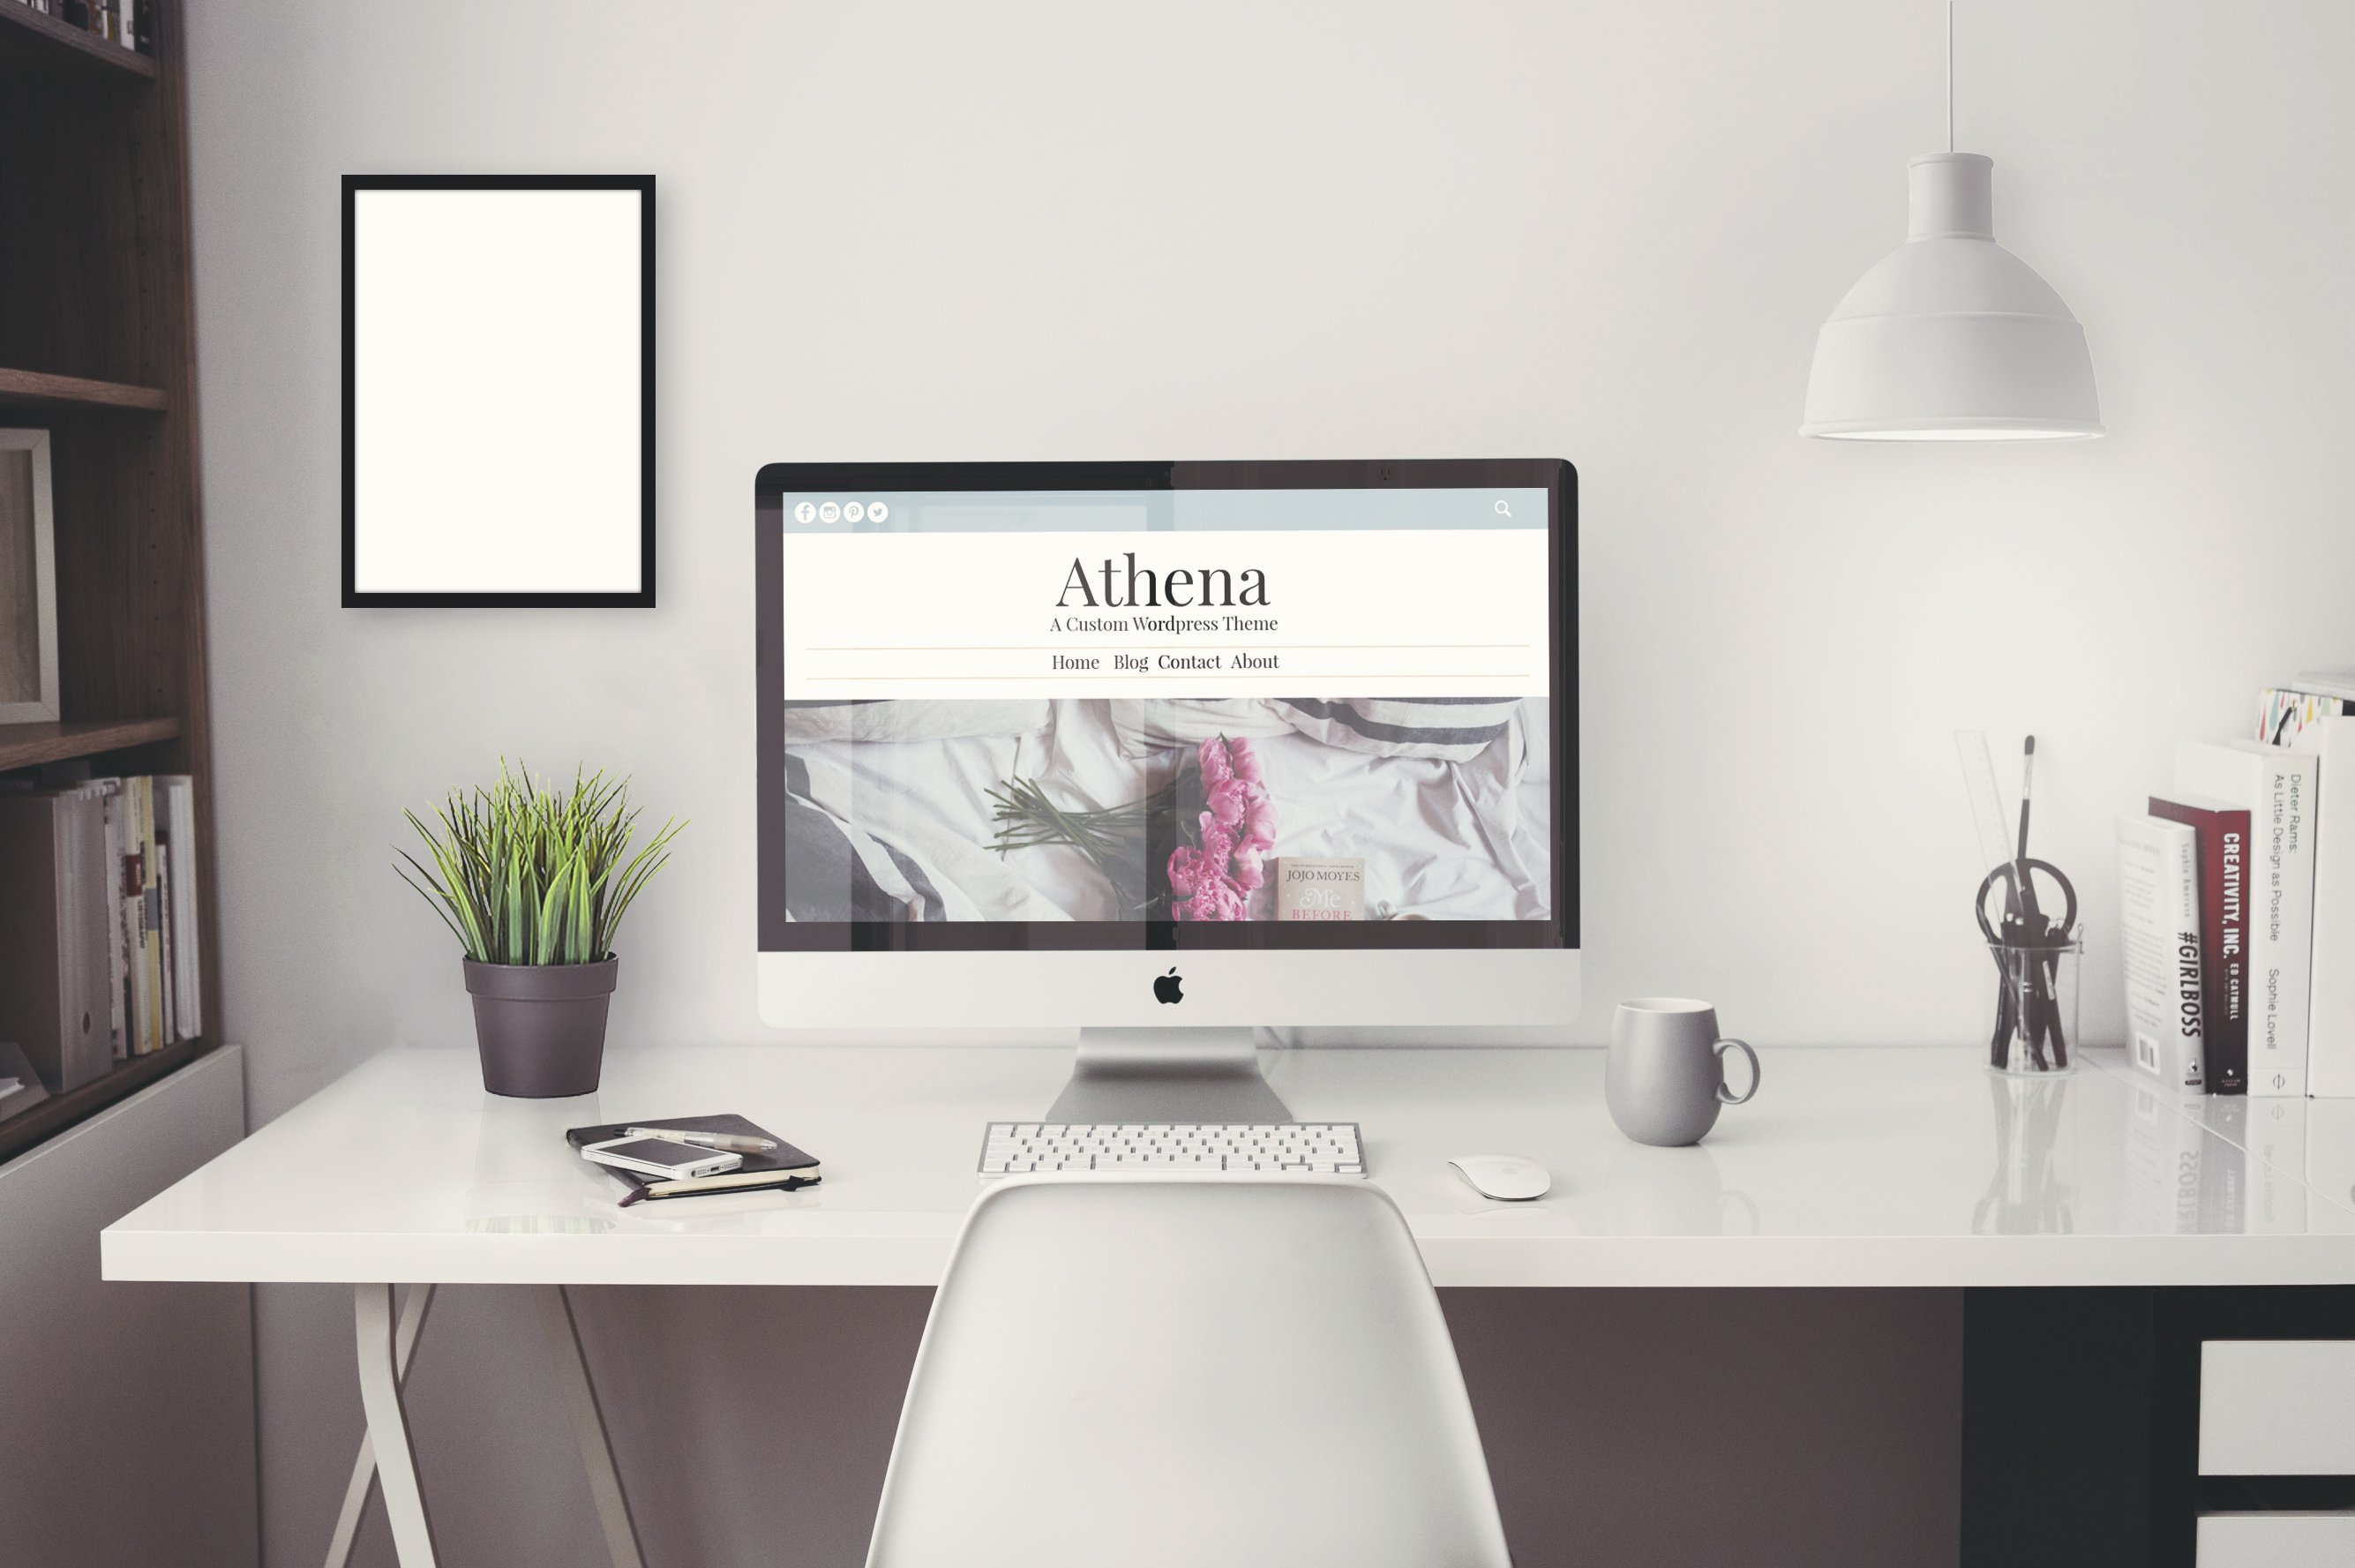 Athena
A Custom Wordpress Theme
Home Blog Contact About
JOJO MOYES
Me
BEFORE
Sophia Amoruso
#GIRLBOSS
CREATIVITY, INC.
ED CATMULL
Dieter Rams:
As Little Design as Possible
Sophie Lovell